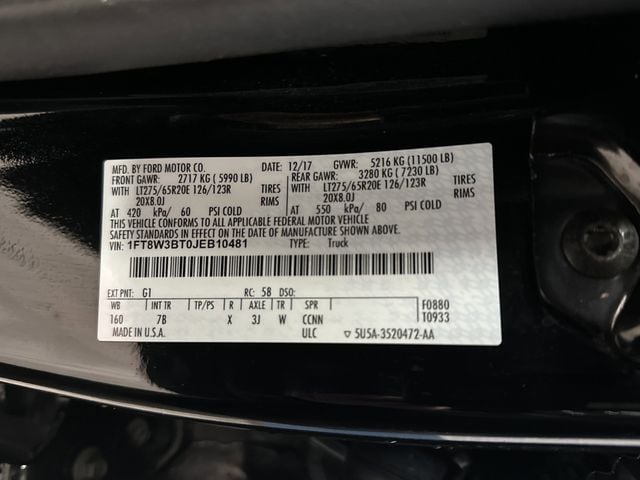 MFD. BY FORD MOTOR CO. DATE: 12/17 GVWR: 5216 KG (11500 LB)
FRONT GAWR: 2717 KG (5990 LB) REAR GAWR: 3280 KG (7230 LB)
WITH LT275/65R20E 126/123R TIRES WITH LT275/65R20E 126/123R TIRES
20X8.0J RIMS 20X8.0J RIMS
AT 420 kPa/ 60 PSI COLD AT 550 kPa/ 80 PSI COLD
THIS VEHICLE CONFORMS TO ALL APPLICABLE FEDERAL MOTOR VEHICLE
SAFETY STANDARDS IN EFFECT ON THE DATE OF MANUFACTURE SHOWN ABOVE.
VIN: 1FT8W3BT0JEB10481 TYPE: Truck
EXT PNT: G1 RC: 58 DSO:
WB INT TR TP/PS R AXLE TR SPR F0880
160 7B X 3J W CCNN T0933
MADE IN U.S.A. ULC ▽ 5U5A-3520472-AA